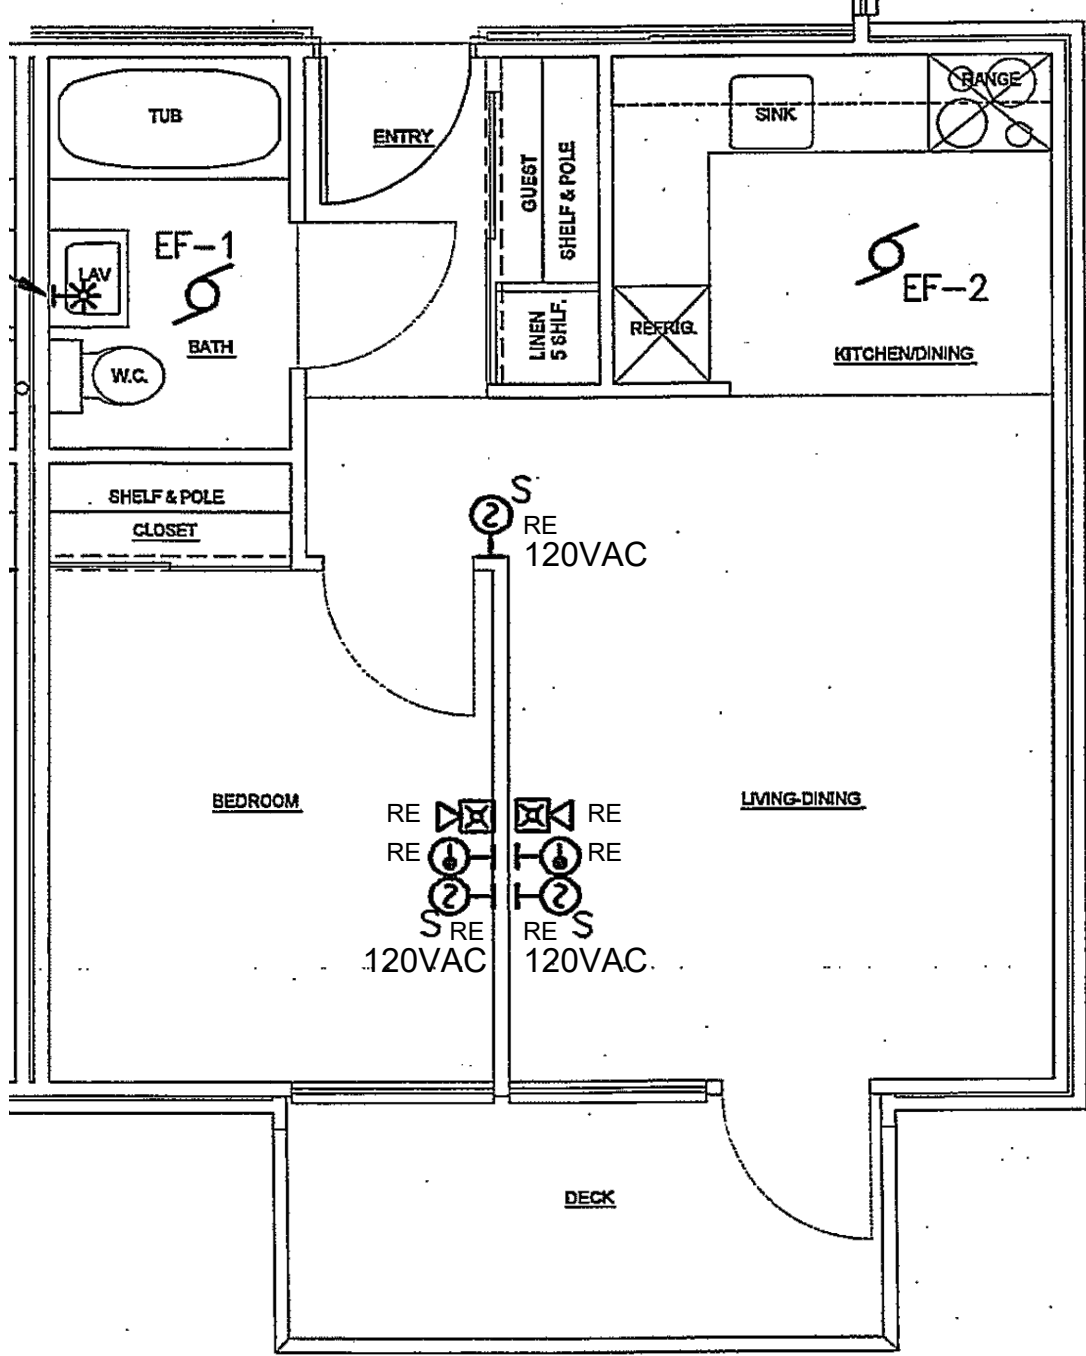 TUB
ENTRY
GUEST
SHELF & POLE
SINK
RANGE
EF-1
LAV
BATH
W.C.
LINEN
5 SHLF.
REFRIG.
EF-2
KITCHEN/DINING
SHELF & POLE
CLOSET
S
RE
120VAC
BEDROOM
LIVING-DINING
RE
RE
RE
RE
S RE
RE S
120VAC
120VAC
DECK